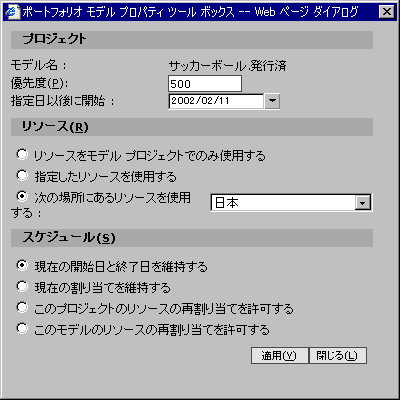 ポートフォリオ モデル プロパティ ツール ボックス -- Web ページ ダイアログ
プロジェクト
モデル名： サッカーボール.発行済
優先度(P): 500
指定日以後に開始： 2002/02/11
リソース(R)
リソースをモデル プロジェクトでのみ使用する
指定したリソースを使用する
次の場所にあるリソースを使用
する： 日本
スケジュール(S)
現在の開始日と終了日を維持する
現在の割り当てを維持する
このプロジェクトのリソースの再割り当てを許可する
このモデルのリソースの再割り当てを許可する
適用(Y) 閉じる(L)